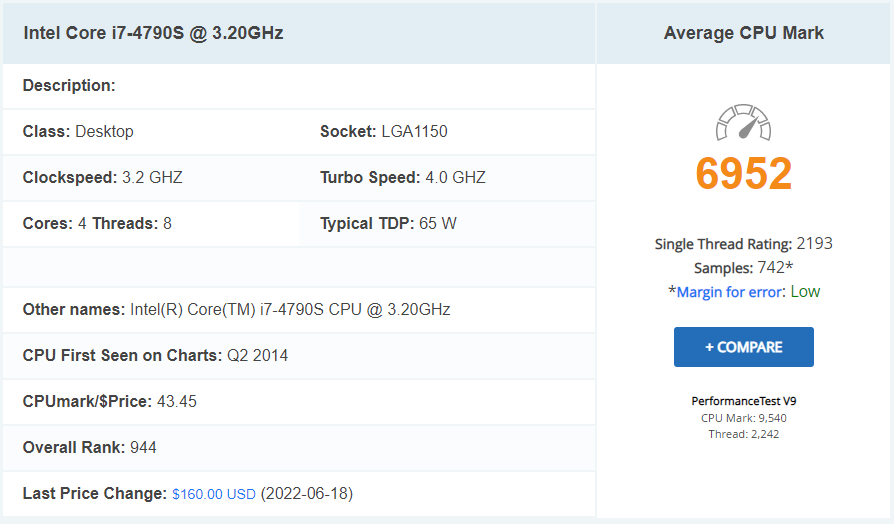 Intel Core i7-4790S @ 3.20GHz
Average CPU Mark
Description:
Class: Desktop
Socket: LGA1150
Clockspeed: 3.2 GHZ
Turbo Speed: 4.0 GHZ
Cores: 4 Threads: 8
Typical TDP: 65 W
Other names: Intel(R) Core(TM) i7-4790S CPU @ 3.20GHz
CPU First Seen on Charts: Q2 2014
CPUmark/$Price: 43.45
Overall Rank: 944
Last Price Change: $160.00 USD (2022-06-18)
6952
Single Thread Rating: 2193
Samples: 742*
*Margin for error: Low
+ COMPARE
PerformanceTest V9
CPU Mark: 9,540
Thread: 2,242